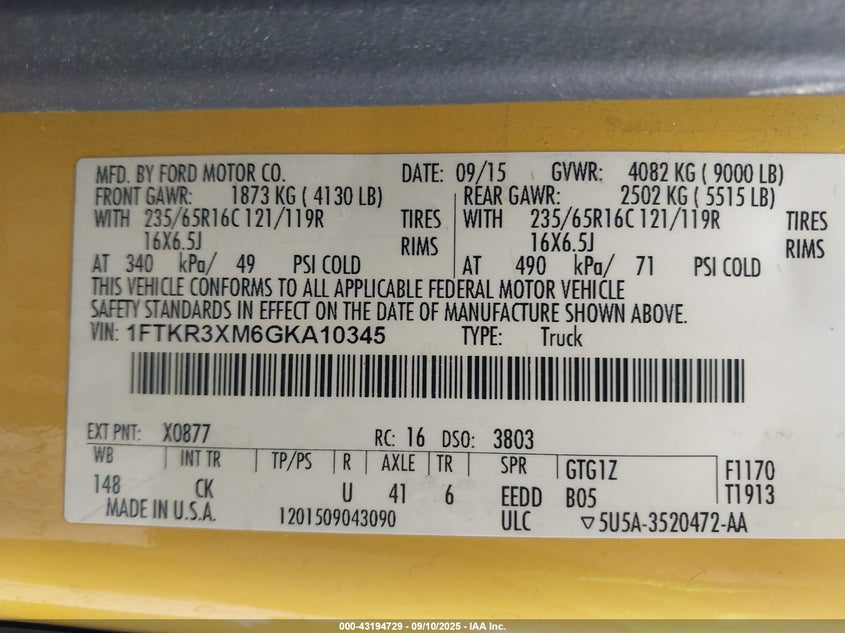 MFD. BY FORD MOTOR CO. DATE: 09/15 GVWR: 4082 KG ( 9000 LB)
FRONT GAWR: 1873 KG ( 4130 LB) REAR GAWR: 2502 KG ( 5515 LB)
WITH 235/65R16C 121/119R TIRES WITH 235/65R16C 121/119R TIRES
16X6.5J RIMS 16X6.5J RIMS
AT 340 kPa/ 49 PSI COLD AT 490 kPa/ 71 PSI COLD
THIS VEHICLE CONFORMS TO ALL APPLICABLE FEDERAL MOTOR VEHICLE
SAFETY STANDARDS IN EFFECT ON THE DATE OF MANUFACTURE SHOWN ABOVE.
VIN: 1FTKR3XM6GKA10345 TYPE: Truck
EXT PNT: X0877 RC: 16 DSO: 3803
WB INT TR TP/PS R AXLE TR SPR GTG1Z F1170
148 CK U 41 6 EEDD B05 T1913
MADE IN U.S.A. 1201509043090 ULC ▽5U5A-3520472-AA
000-43194729 - 09/10/2025 - IAA Inc.